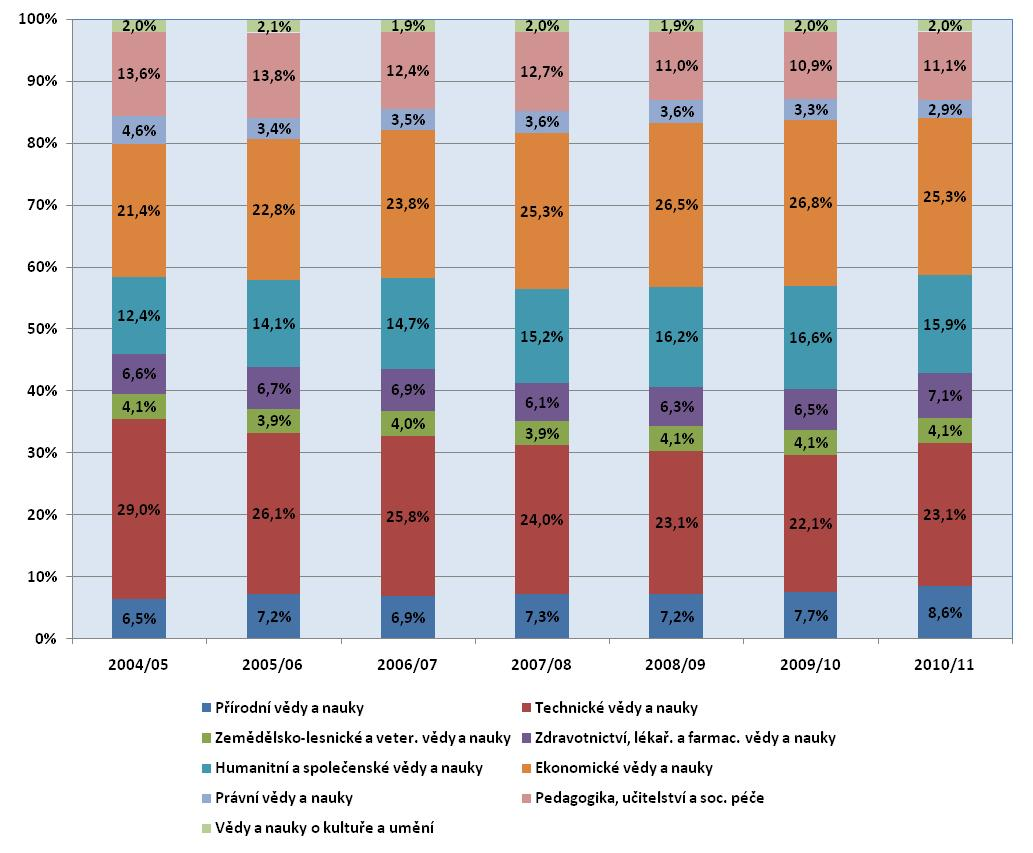 100%
2,0% 2,1% 1,9% 2,0% 1,9% 2,0% 2,0%
13,6% 13,8% 12,4% 12,7% 11,0% 10,9% 11,1%
90%
4,6% 3,4% 3,5% 3,6% 3,6% 3,3% 2,9%
80%
21,4% 22,8% 23,8% 25,3% 26,5% 26,8% 25,3%
70%
60%
12,4% 14,1% 14,7% 15,2% 16,2% 16,6% 15,9%
50%
6,6% 6,7% 6,9% 6,1% 6,3% 6,5% 7,1%
40%
4,1% 3,9% 4,0% 3,9% 4,1% 4,1% 4,1%
30%
29,0% 26,1% 25,8% 24,0% 23,1% 22,1% 23,1%
20%
10%
6,5% 7,2% 6,9% 7,3% 7,2% 7,7% 8,6%
0%
2004/05 2005/06 2006/07 2007/08 2008/09 2009/10 2010/11
Přírodní vědy a nauky Technické vědy a nauky
Zemědělsko-lesnické a veter. vědy a nauky Zdravotnictví, lékař. a farmac. vědy a nauky
Humanitní a společenské vědy a nauky Ekonomické vědy a nauky
Právní vědy a nauky Pedagogika, učitelství a soc. péče
Vědy a nauky o kultuře a umění